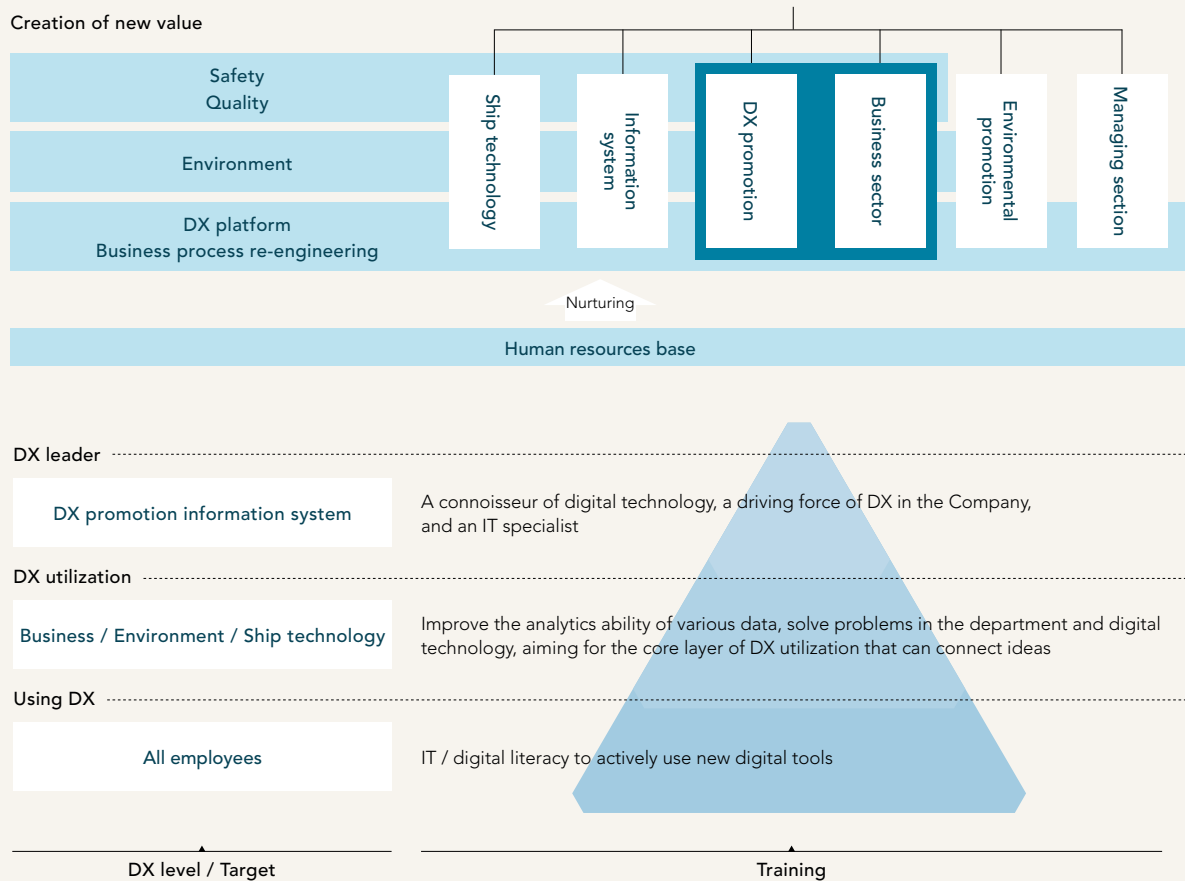 Creation of new value
Safety
Quality
Environment
DX platform
Business process re-engineering
Ship technology
Information
system
DX promotion
Business sector
Environmental
promotion
Managing section
Nurturing
Human resources base
DX leader
DX promotion information system
A connoisseur of digital technology, a driving force of DX in the Company,
and an IT specialist
DX utilization
Business / Environment / Ship technology
Improve the analytics ability of various data, solve problems in the department and digital
technology, aiming for the core layer of DX utilization that can connect ideas
Using DX
All employees
IT / digital literacy to actively use new digital tools
DX level / Target
Training